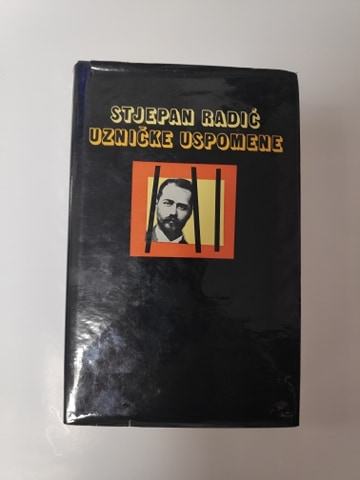 STJEPAN RADIĆ
UZNIČKE USPOMENE